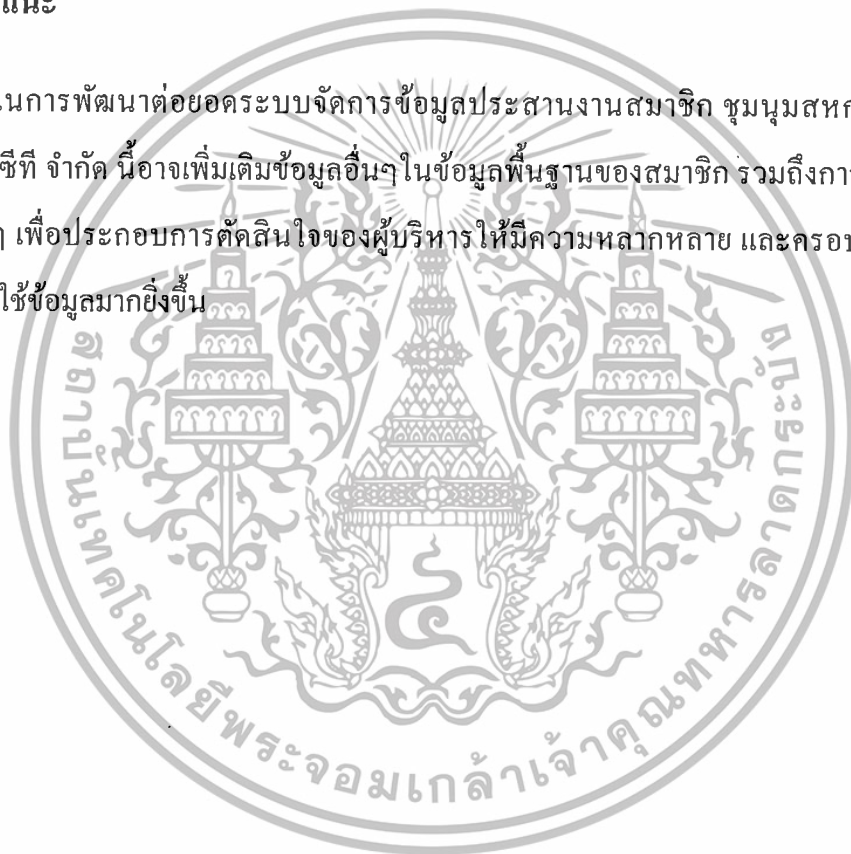 แนะ
นการพัฒนาต่อยอดระบบจัดการข้อมูลประสานงานสมาชิก ชุมนุมสหก
ซีที จำกัด นี้อาจเพิ่มเติมข้อมูลอื่นๆในข้อมูลพื้นฐานของสมาชิก รวมถึงกา
ๆ เพื่อประกอบการตัดสินใจของผู้บริหารให้มีความหลากหลาย และครอบ
ใช้ข้อมูลมากยิ่งขึ้น
สถาบันเทคโนโลยีพระจอมเกล้าเจ้าคุณทหารลาดกระบัง